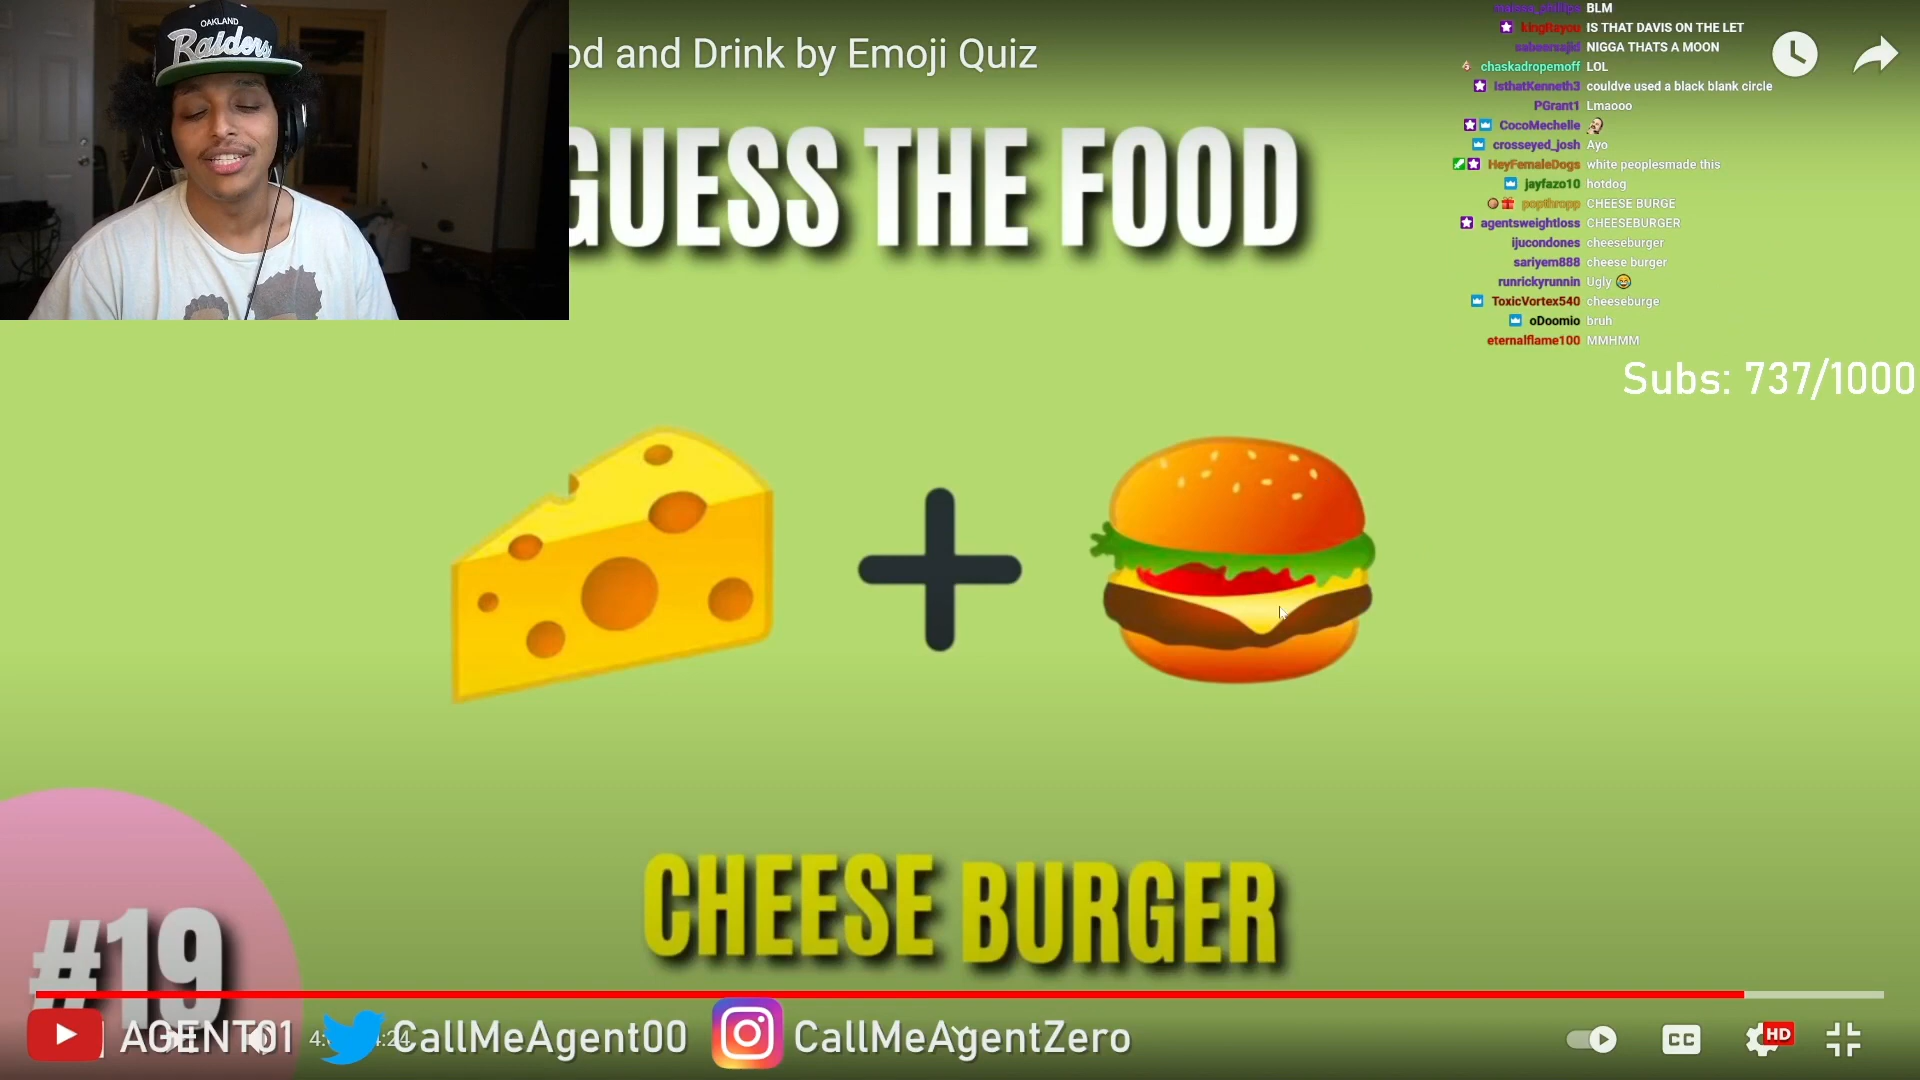 OAKLAND
Raiders
od and Drink by Emoji Quiz
GUESS THE FOOD
BLM
kingRayou IS THAT DAVIS ON THE LET
NIGGA THATS A MOON
chaskadropemoff LOL
IsthatKenneth3 couldve used a black blank circle
PGrant1 Lmaooo
CocoMechelle
crosseyed_josh Ayo
HeyFemaleDogs white peoplesmade this
jayfazo10 hotdog
popthropp CHEESE BURGE
agentsweightloss CHEESEBURGER
ijucondones cheeseburger
sariyem888 cheese burger
runrickyrunnin Ugly
ToxicVortex540 cheeseburge
oDoomio bruh
eternalflame100 MMHMM
Subs: 737/1000
CHEESE BURGER
#19
AGENT01 CallMeAgent00 CallMeAgentZero
CC
HD